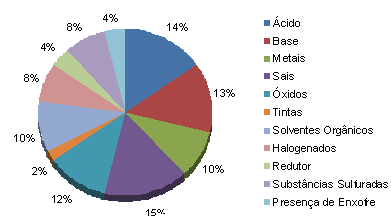 4%
14%
13%
10%
15%
12%
2%
10%
8%
4%
8%
Ácido
Base
Metais
Sais
Óxidos
Tintas
Solventes Orgânicos
Halogenados
Redutor
Substâncias Sulfuradas
Presença de Enxofre